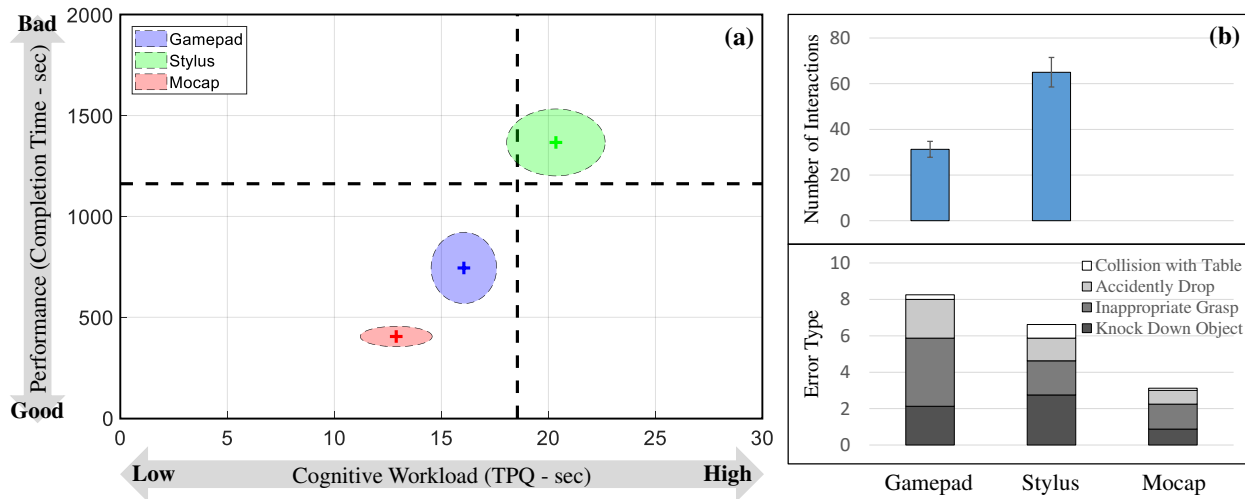 Bad
Good
Performance (Completion Time - sec)
2000
1500
1000
500
0
Gamepad
Stylus
Mocap
(a)
0 5 10 15 20 25 30
Low High
Cognitive Workload (TPQ - sec)
(b)
Number of Interactions
80
60
40
20
0
Error Type
10
8
6
4
2
0
Collision with Table
Accidently Drop
Inappropriate Grasp
Knock Down Object
Gamepad Stylus Mocap